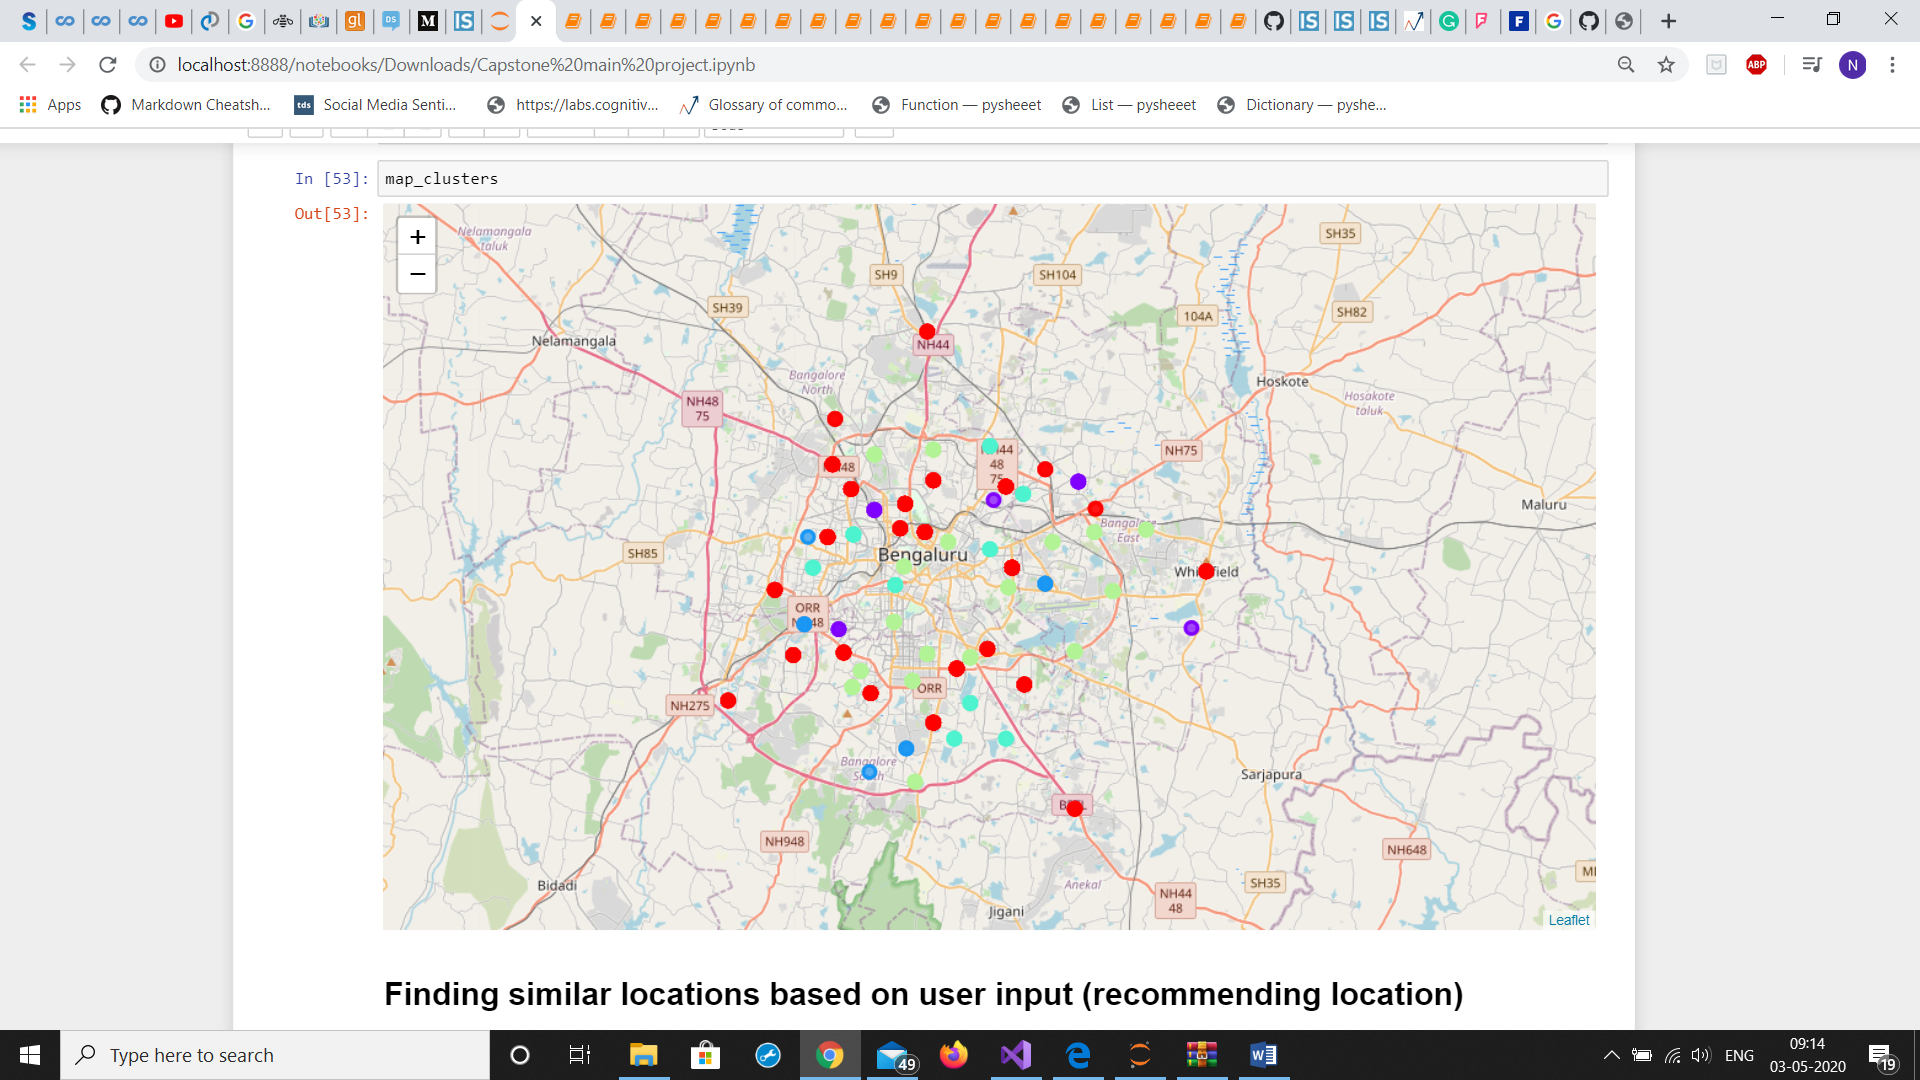 localhost:8888/notebooks/Downloads/Capstone%20main%20project.ipynb
ABP
N
Apps
Markdown Cheatsh...
tds
Social Media Senti...
https://labs.cognitiv...
Glossary of commo...
Function — pysheeet
List — pysheeet
Dictionary — pyshe...
In [53]:
map_clusters
Out[53]:
+
−
Nelamangala
taluk
SH35
SH9
SH104
SH39
104A
SH82
Nelamangala
NH44
Bangalore
North
Hoskote
Hosakote
taluk
NH48
75
NH75
48
Maluru
Bangalore
East
SH85
Bengaluru
ORR
NH275
ORR
Bangalore
Sarjapura
NH948
NH648
Bidadi
Anekal
SH35
Jigani
NH44
48
Leaflet
Finding similar locations based on user input (recommending location)
Type here to search
49
ENG
09:14
03-05-2020
19